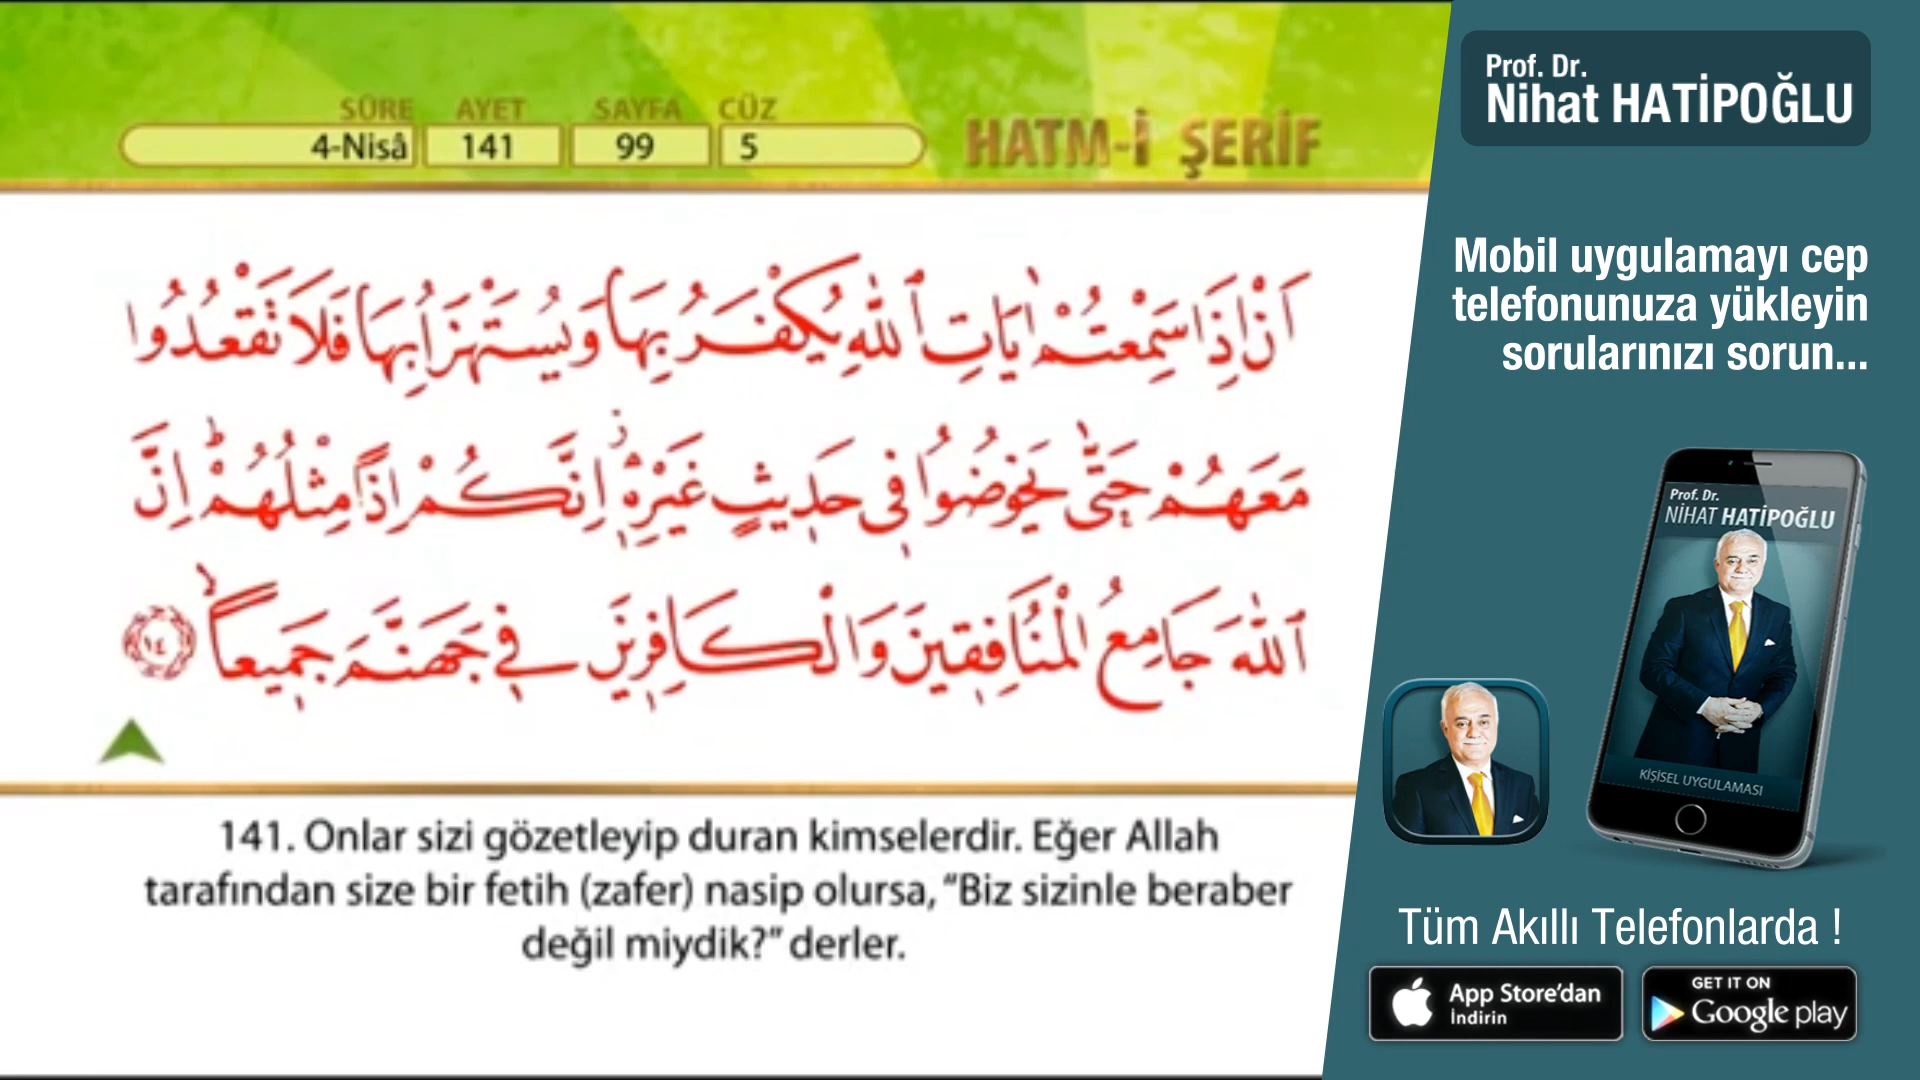 SÛRE AYET SAYFA CÜZ
4-Nisâ 141 99 5
HATM-İ ŞERİF
اَنْ اِذَا سَمِعْتُمْ اٰيَاتِ ٱللّٰهِ يُكْفَرُ بِهَا وَيُسْتَهْزَاُ بِهَا فَلَا تَقْعُدُوا
مَعَهُمْ حَتّٰى يَخُوضُوا فٖي حَدٖيثٍ غَيْرِهٖۘ اِنَّكُمْ اِذًا مِثْلُهُمْؕ اِنَّ
ٱللّٰهَ جَامِعُ الْمُنَافِقٖينَ وَالْكَافِرٖينَ فٖي جَهَنَّمَ جَمٖيعًاۙ
141. Onlar sizi gözetleyip duran kimselerdir. Eğer Allah
tarafından size bir fetih (zafer) nasip olursa, “Biz sizinle beraber
değil miydik?” derler.
Prof. Dr.
Nihat HATİPOĞLU
Mobil uygulamayı cep
telefonunuza yükleyin
sorularınızı sorun...
Prof. Dr.
NİHAT HATİPOĞLU
KİŞİSEL UYGULAMASI
Tüm Akıllı Telefonlarda !
App Store’dan
İndirin
GET IT ON
Google play